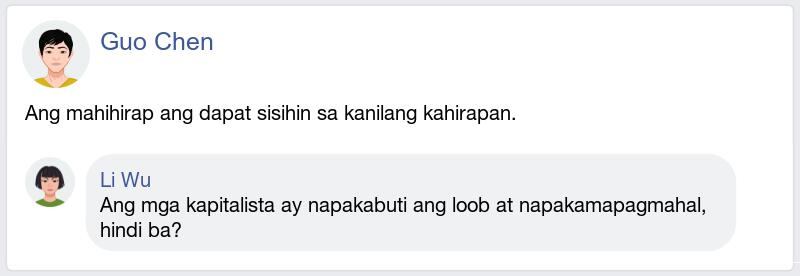 Guo Chen
Ang mahihirap ang dapat sisihin sa kanilang kahirapan.
Li Wu
Ang mga kapitalista ay napakabuti ang loob at napakamapagmahal,
hindi ba?